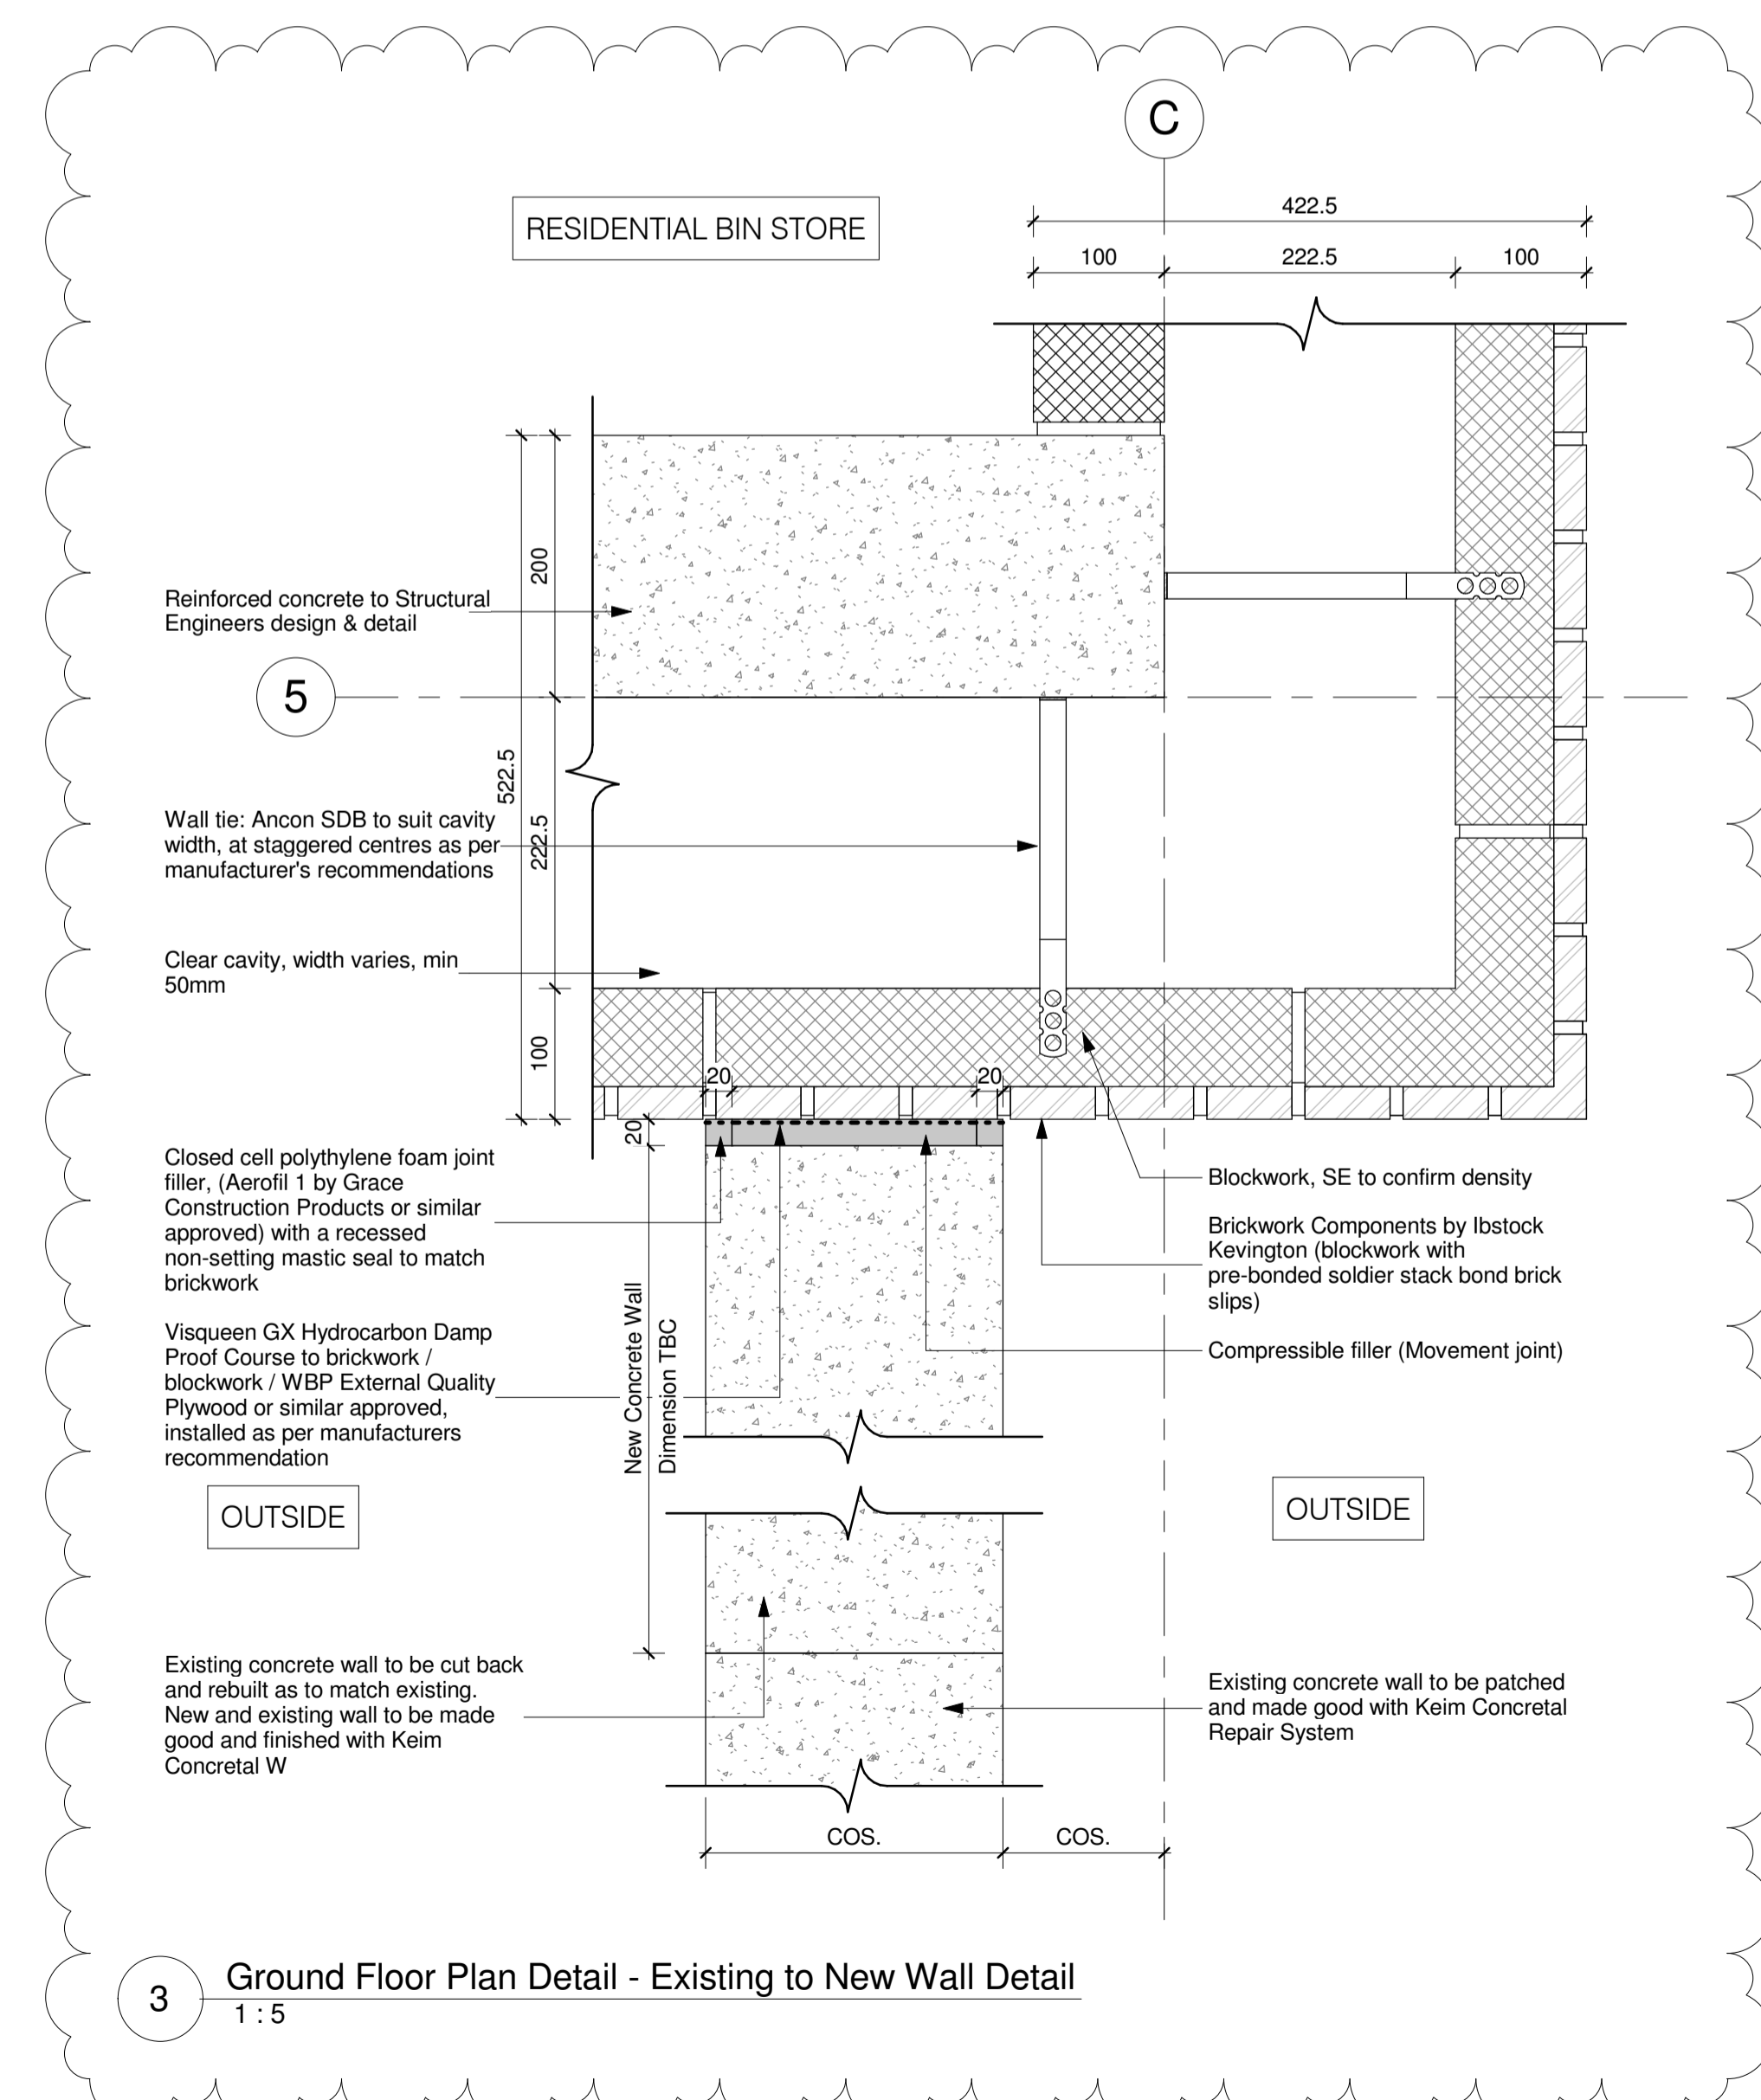 C
422.5
RESIDENTIAL BIN STORE
100
222.5
100
200
Reinforced concrete to Structural
Engineers design & detail
5
522.5
Wall tie: Ancon SDB to suit cavity
width, at staggered centres as per
manufacturer's recommendations
222.5
Clear cavity, width varies, min
50mm
100
20
20
20
Closed cell polythylene foam joint
filler, (Aerofil 1 by Grace
Construction Products or similar
approved) with a recessed
non-setting mastic seal to match
brickwork
Blockwork, SE to confirm density
Brickwork Components by Ibstock
Kevington (blockwork with
pre-bonded soldier stack bond brick
slips)
Visqueen GX Hydrocarbon Damp
Proof Course to brickwork /
blockwork / WBP External Quality
Plywood or similar approved,
installed as per manufacturers
recommendation
New Concrete Wall
Dimension TBC
Compressible filler (Movement joint)
OUTSIDE
OUTSIDE
Existing concrete wall to be cut back
and rebuilt as to match existing.
New and existing wall to be made
good and finished with Keim
Concretal W
Existing concrete wall to be patched
and made good with Keim Concretal
Repair System
COS.
COS.
3
Ground Floor Plan Detail - Existing to New Wall Detail
1 : 5